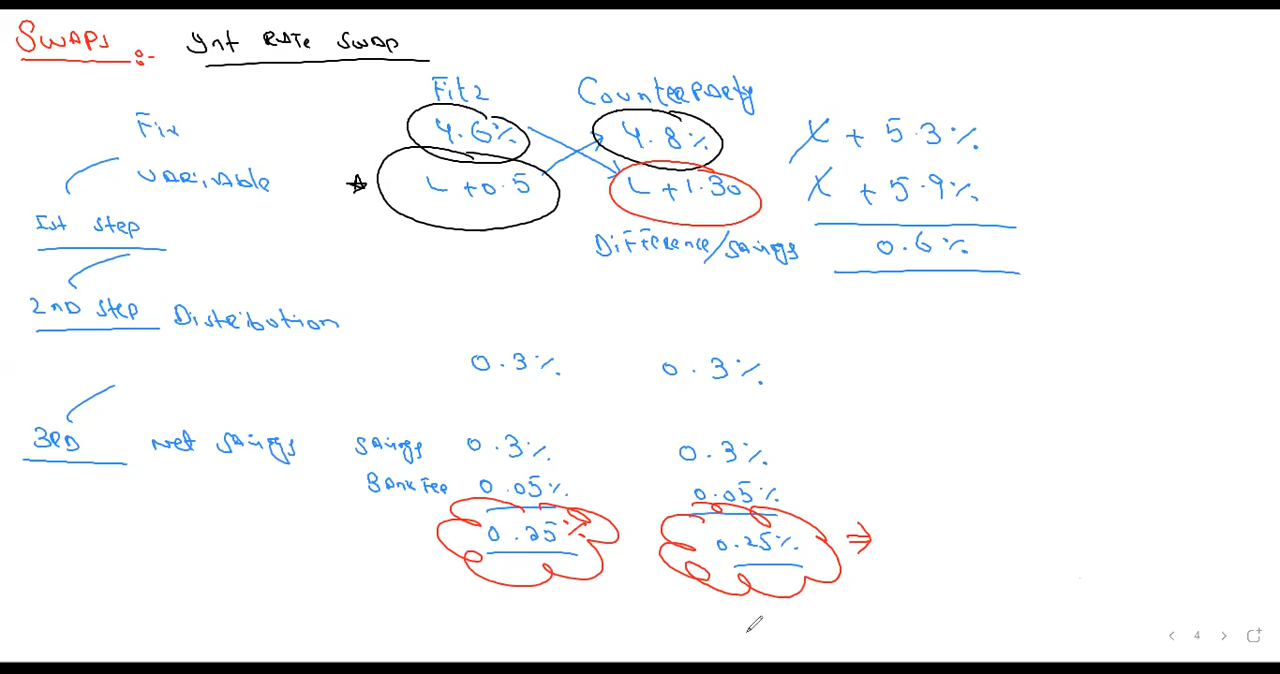 SWAPS :- Int RATe SWAP
Fit2 Counterparty
Fix 4.6% 4.8% X + 5.3%
VARiAble L + 0.5 L + 1.30 X + 5.9%
Ist Step Difference/Savings 0.6%
2nd Step Distribution
0.3% 0.3%
3RD Net Savings Savings 0.3% 0.3%
Bank Fee 0.05% 0.05%
0.25% 0.25% ⇒
4